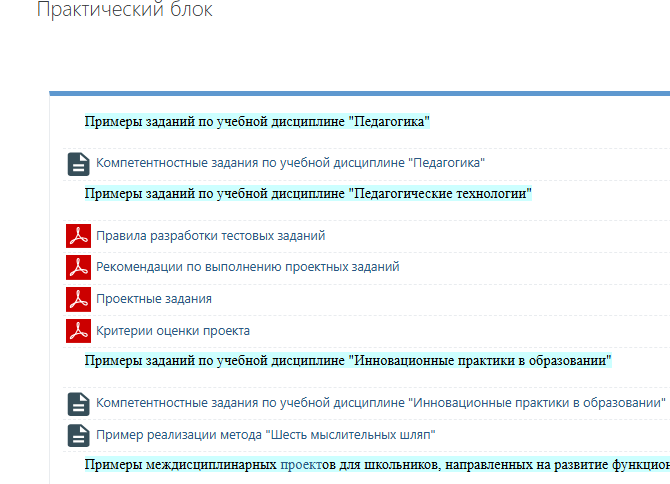 Практический блок
Примеры заданий по учебной дисциплине "Педагогика"
Компетентностные задания по учебной дисциплине "Педагогика"
Примеры заданий по учебной дисциплине "Педагогические технологии"
Правила разработки тестовых заданий
Рекомендации по выполнению проектных заданий
Проектные задания
Критерии оценки проекта
Примеры заданий по учебной дисциплине "Инновационные практики в образовании"
Компетентностные задания по учебной дисциплине "Инновационные практики в образовании"
Пример реализации метода "Шесть мыслительных шляп"
Примеры междисциплинарных проектов для школьников, направленных на развитие функцион